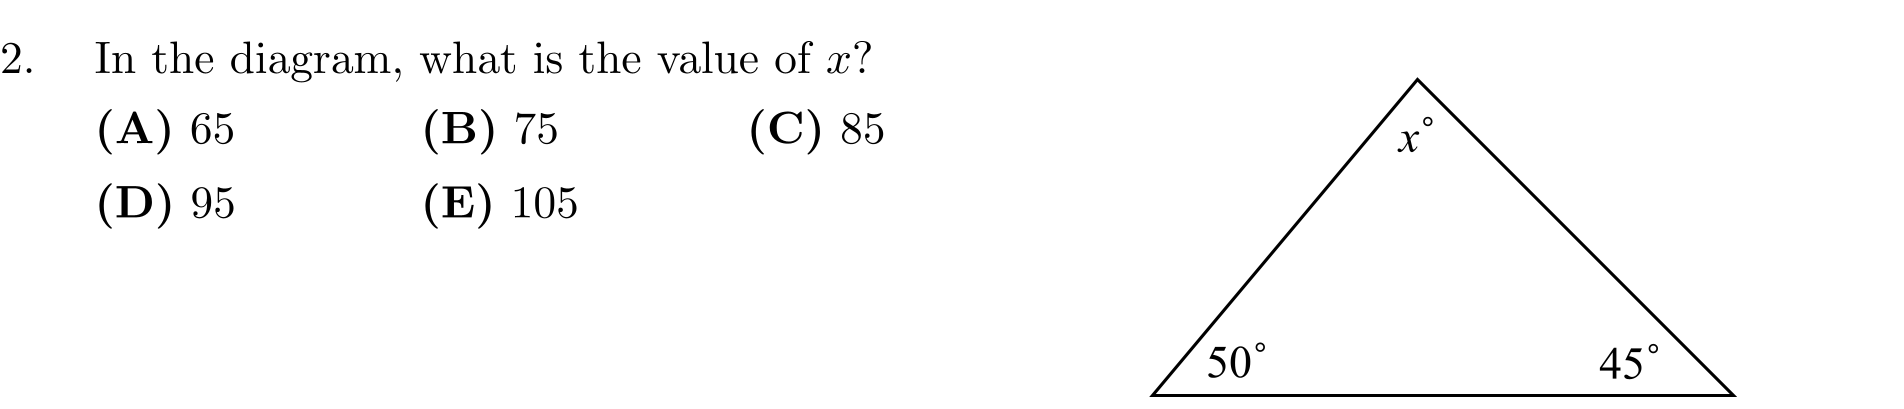 2. In the diagram, what is the value of x?
(A) 65 (B) 75 (C) 85
(D) 95 (E) 105
x°
50° 45°